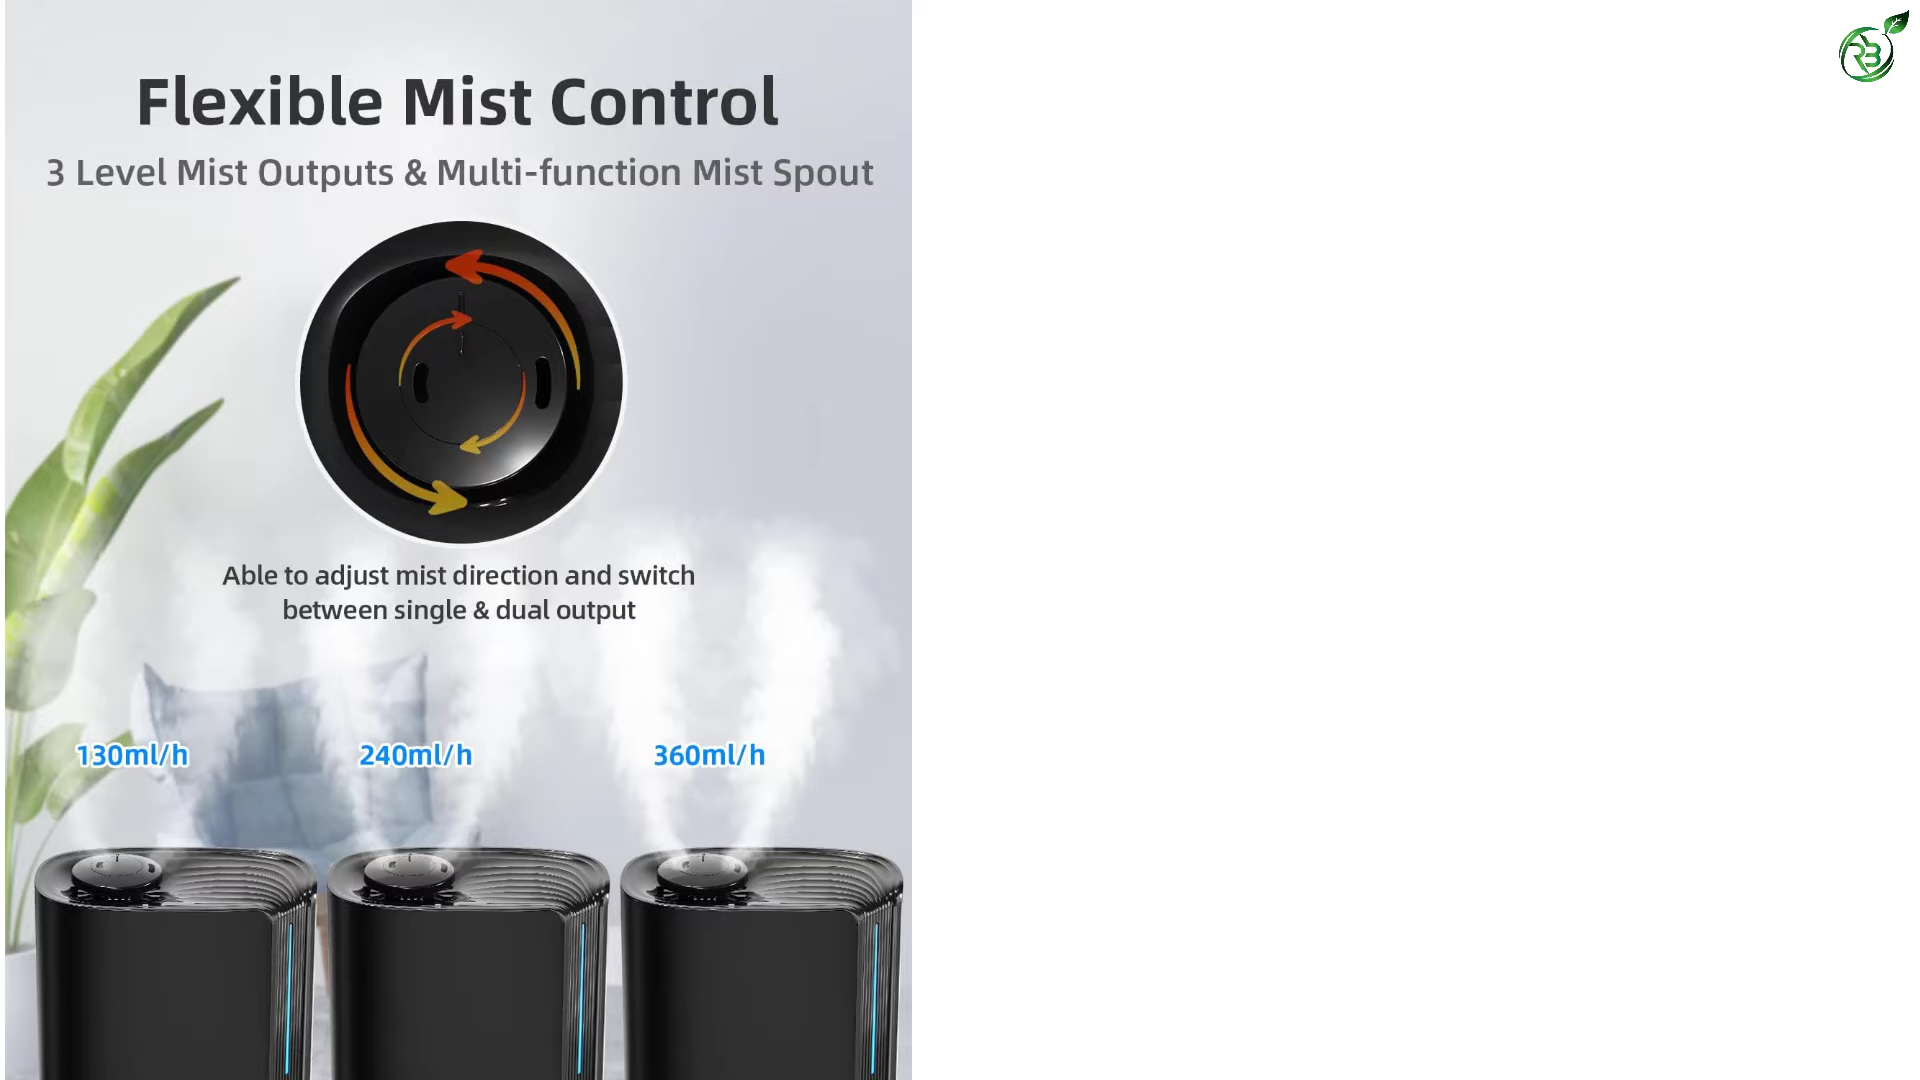 Flexible Mist Control
3 Level Mist Outputs & Multi-function Mist Spout
Able to adjust mist direction and switch
between single & dual output
130ml/h
240ml/h
360ml/h
RB